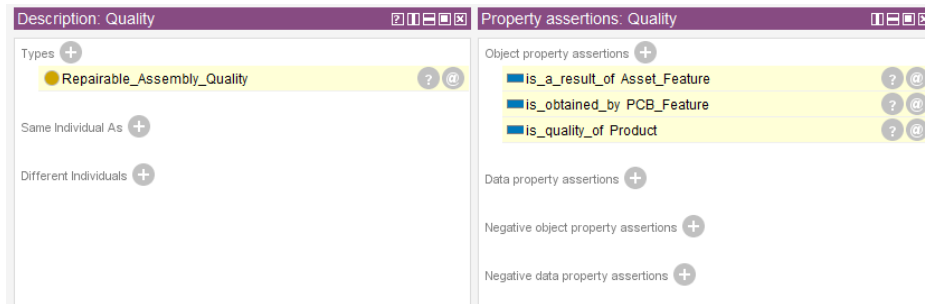 Description: Quality
Types
Repairable_Assembly_Quality
Same Individual As
Different Individuals
Property assertions: Quality
Object property assertions
is_a_result_of Asset_Feature
is_obtained_by PCB_Feature
is_quality_of Product
Data property assertions
Negative object property assertions
Negative data property assertions